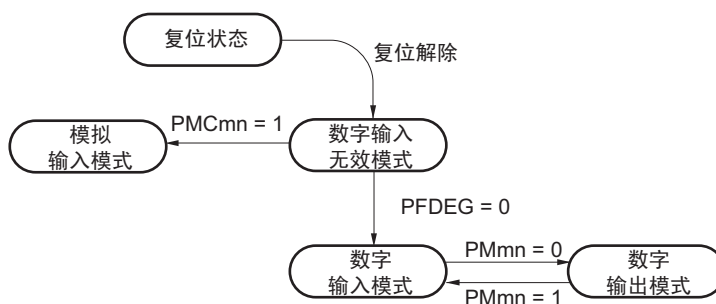 复位状态
复位解除
模拟
输入模式
PMCmn = 1
数字输入
无效模式
PFDEG = 0
数字
输入模式
PMmn = 0
PMmn = 1
数字
输出模式